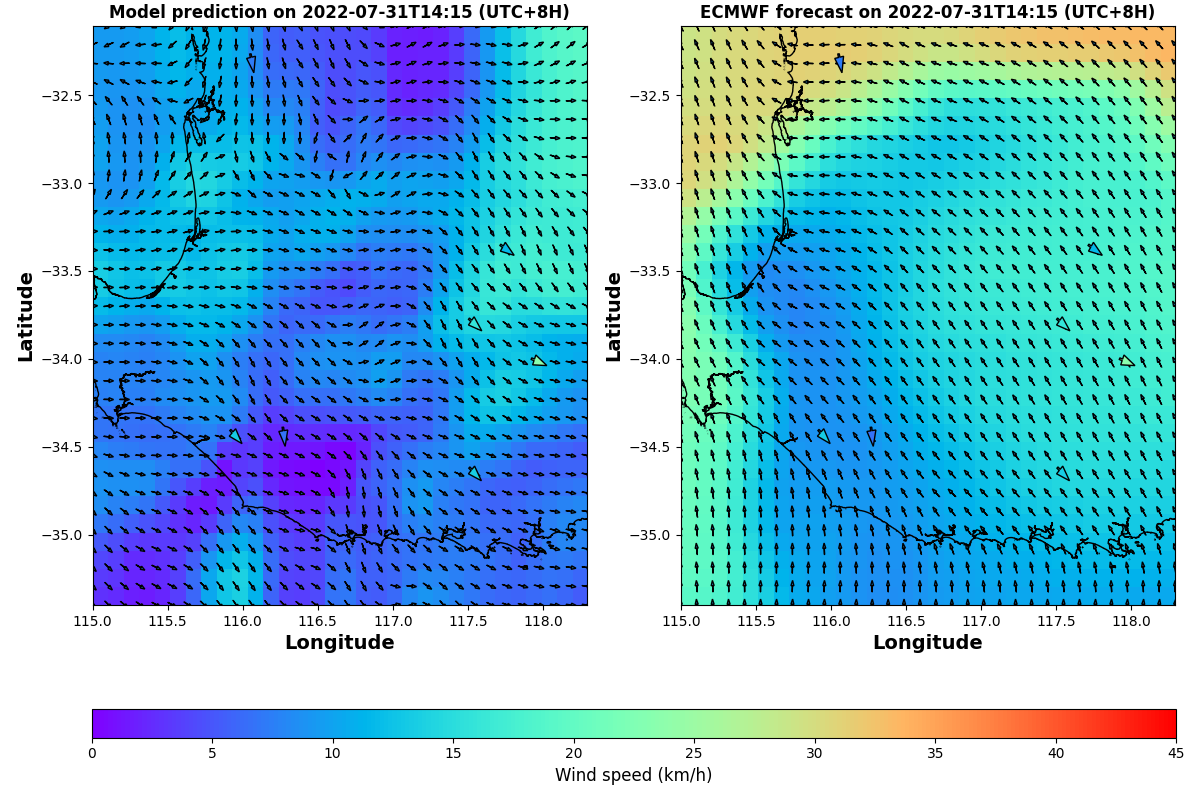 Model prediction on 2022-07-31T14:15 (UTC+8H)
ECMWF forecast on 2022-07-31T14:15 (UTC+8H)
−32.5
−33.0
−33.5
−34.0
−34.5
−35.0
Latitude
115.0 115.5 116.0 116.5 117.0 117.5 118.0
Longitude
−32.5
−33.0
−33.5
−34.0
−34.5
−35.0
Latitude
115.0 115.5 116.0 116.5 117.0 117.5 118.0
Longitude
0 5 10 15 20 25 30 35 40 45
Wind speed (km/h)